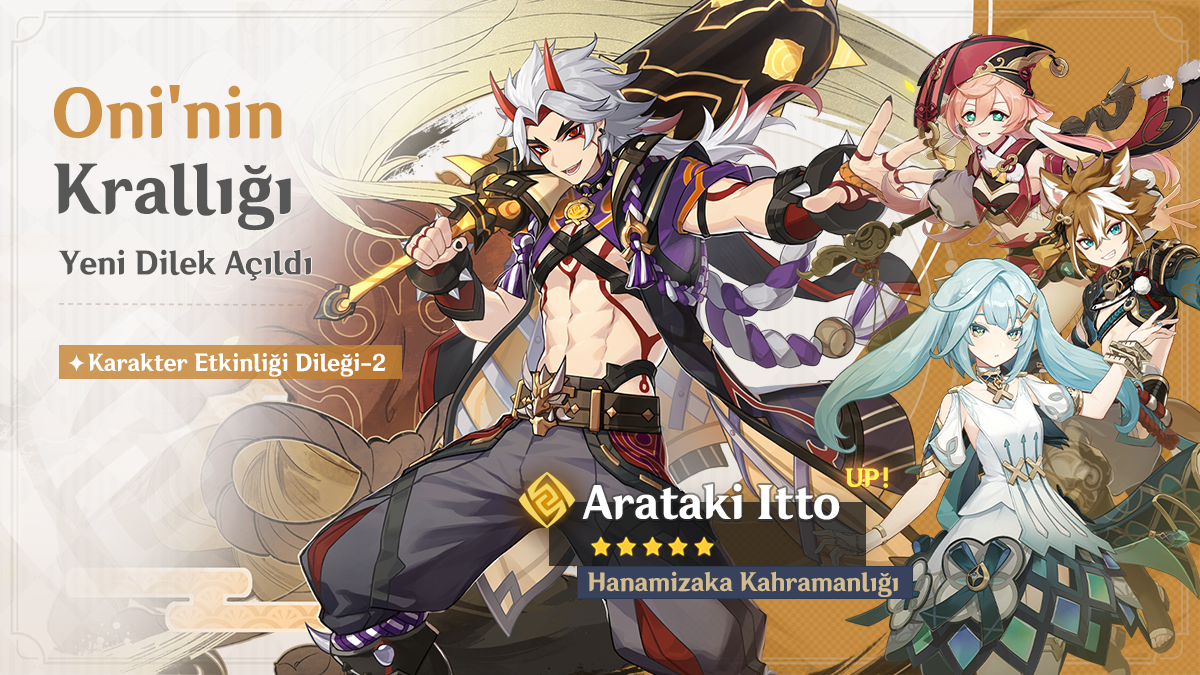 Oni'nin
Krallığı
Yeni Dilek Açıldı
Karakter Etkinliği Dileği-2
UP!
Arataki Itto
Hanamizaka Kahramanlığı